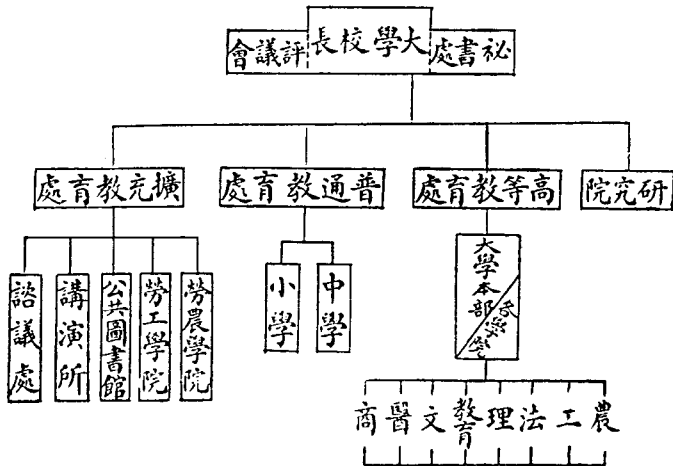 祕書處
大學校長
評議會
研究院
高等教育處
普通教育處
擴充教育處
大學本部
中學
小學
勞農學院
勞工學院
公共圖書館
講演所
諮議處
農
工
法
理
教育
文
醫
商